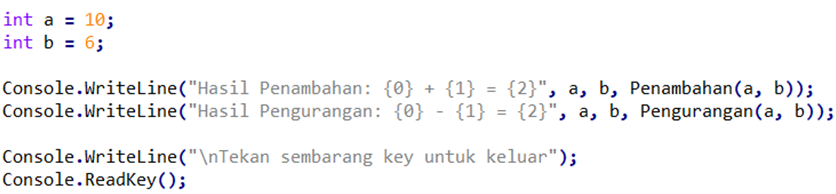 int a = 10;
int b = 6;
Console.WriteLine("Hasil Penambahan: {0} + {1} = {2}", a, b, Penambahan(a, b));
Console.WriteLine("Hasil Pengurangan: {0} - {1} = {2}", a, b, Pengurangan(a, b));
Console.WriteLine("\nTekan sembarang key untuk keluar");
Console.ReadKey();